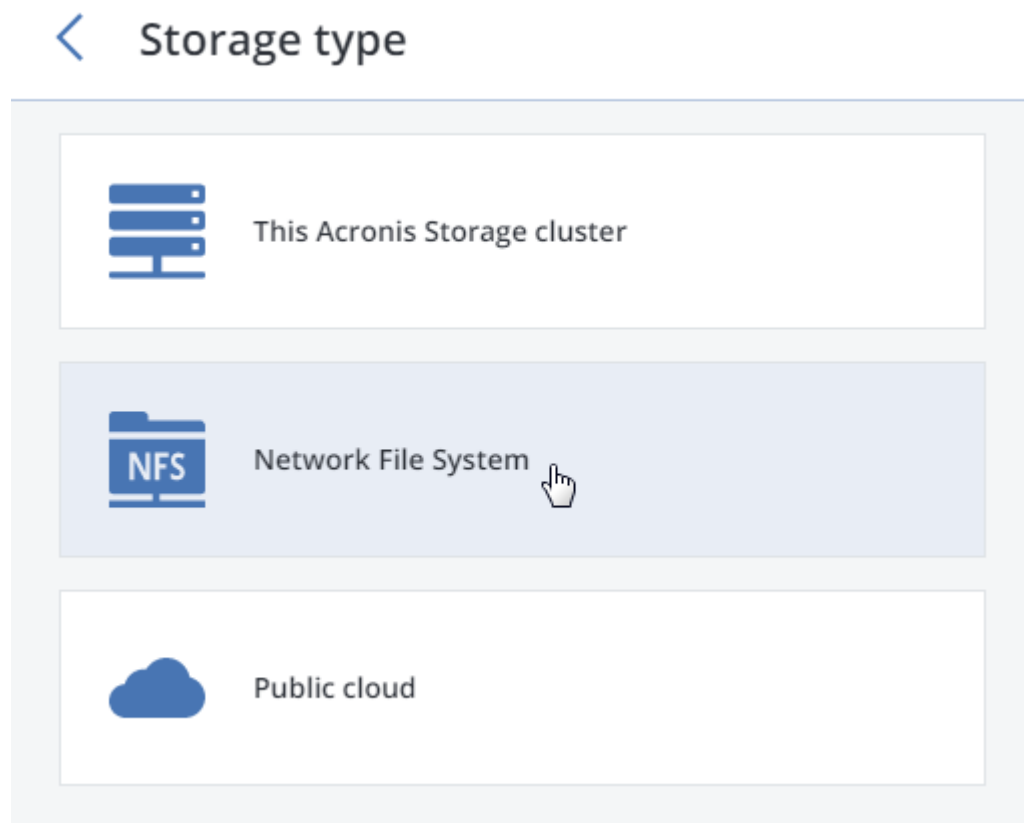 Storage type
This Acronis Storage cluster
NFS
Network File System
Public cloud